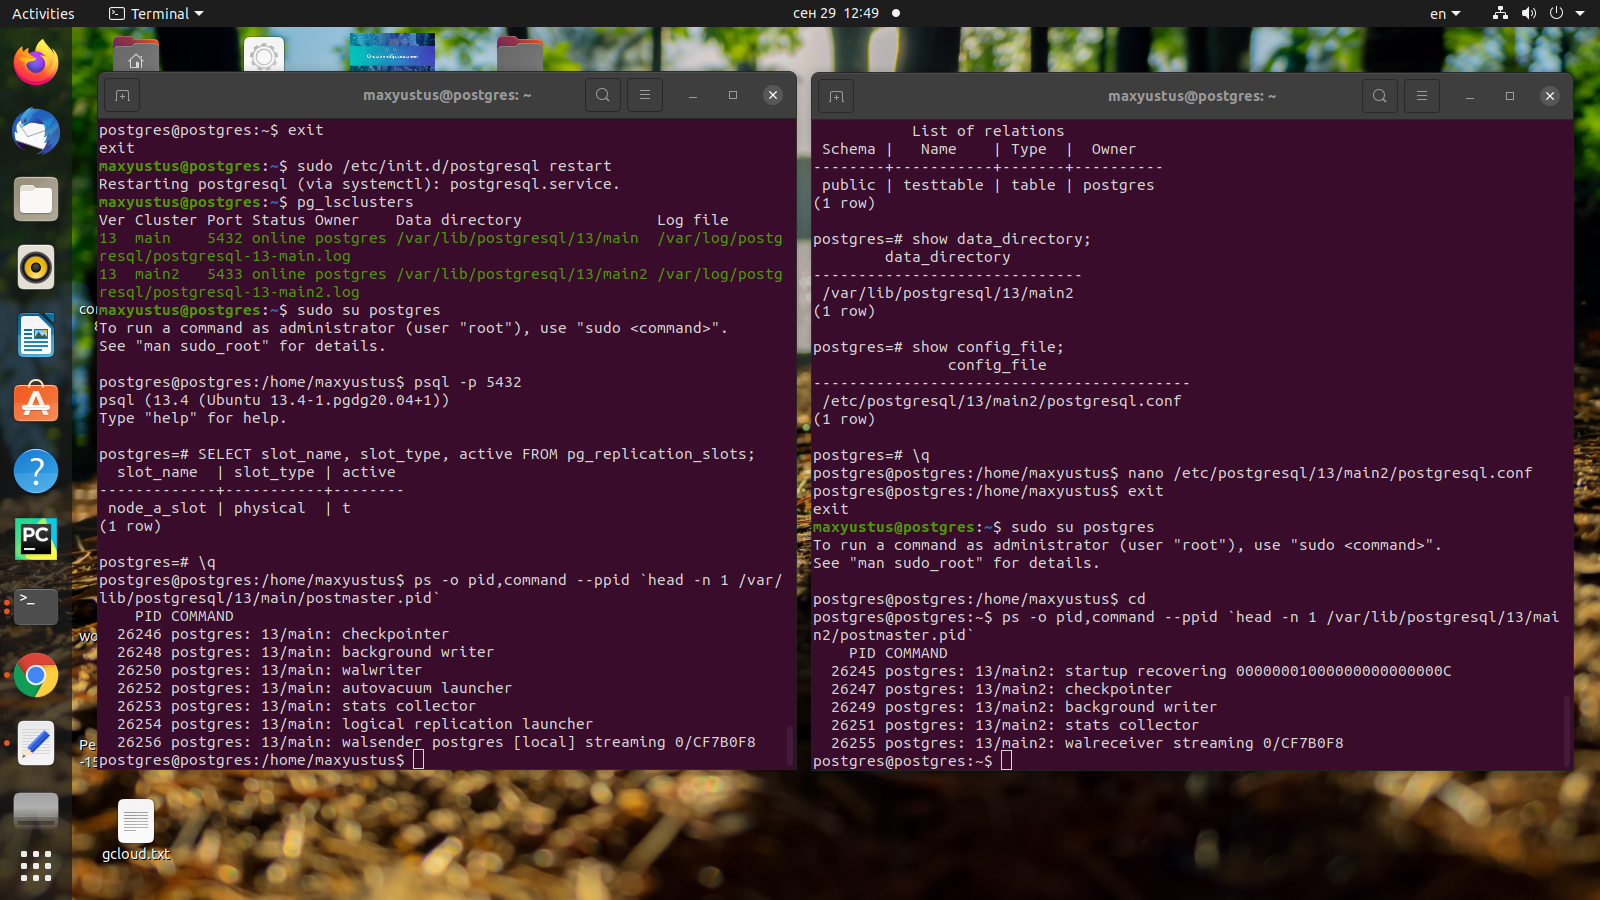 Activities
Terminal
сен 29 12:49
en
maxyustus@postgres: ~
postgres@postgres:~$ exit
exit
maxyustus@postgres:~$ sudo /etc/init.d/postgresql restart
Restarting postgresql (via systemctl): postgresql.service.
maxyustus@postgres:~$ pg_lsclusters
Ver Cluster Port Status Owner    Data directory               Log file
13  main    5432 online postgres /var/lib/postgresql/13/main  /var/log/postg
resql/postgresql-13-main.log
13  main2   5433 online postgres /var/lib/postgresql/13/main2 /var/log/postg
resql/postgresql-13-main2.log
maxyustus@postgres:~$ sudo su postgres
To run a command as administrator (user "root"), use "sudo <command>".
See "man sudo_root" for details.
postgres@postgres:/home/maxyustus$ psql -p 5432
psql (13.4 (Ubuntu 13.4-1.pgdg20.04+1))
Type "help" for help.
postgres=# SELECT slot_name, slot_type, active FROM pg_replication_slots;
  slot_name  | slot_type | active
-------------+-----------+--------
 node_a_slot | physical  | t
(1 row)
postgres=# \q
postgres@postgres:/home/maxyustus$ ps -o pid,command --ppid `head -n 1 /var/
lib/postgresql/13/main/postmaster.pid`
    PID COMMAND
  26246 postgres: 13/main: checkpointer
  26248 postgres: 13/main: background writer
  26250 postgres: 13/main: walwriter
  26252 postgres: 13/main: autovacuum launcher
  26253 postgres: 13/main: stats collector
  26254 postgres: 13/main: logical replication launcher
  26256 postgres: 13/main: walsender postgres [local] streaming 0/CF7B0F8
postgres@postgres:/home/maxyustus$
maxyustus@postgres: ~
           List of relations
 Schema |   Name    | Type  |  Owner
--------+-----------+-------+----------
 public | testtable | table | postgres
(1 row)
postgres=# show data_directory;
        data_directory
------------------------------
 /var/lib/postgresql/13/main2
(1 row)
postgres=# show config_file;
               config_file
------------------------------------------
 /etc/postgresql/13/main2/postgresql.conf
(1 row)
postgres=# \q
postgres@postgres:/home/maxyustus$ nano /etc/postgresql/13/main2/postgresql.conf
postgres@postgres:/home/maxyustus$ exit
exit
maxyustus@postgres:~$ sudo su postgres
To run a command as administrator (user "root"), use "sudo <command>".
See "man sudo_root" for details.
postgres@postgres:/home/maxyustus$ cd
postgres@postgres:~$ ps -o pid,command --ppid `head -n 1 /var/lib/postgresql/13/mai
n2/postmaster.pid`
    PID COMMAND
  26245 postgres: 13/main2: startup recovering 00000001000000000000000C
  26247 postgres: 13/main2: checkpointer
  26249 postgres: 13/main2: background writer
  26251 postgres: 13/main2: stats collector
  26255 postgres: 13/main2: walreceiver streaming 0/CF7B0F8
postgres@postgres:~$
PC
gcloud.txt